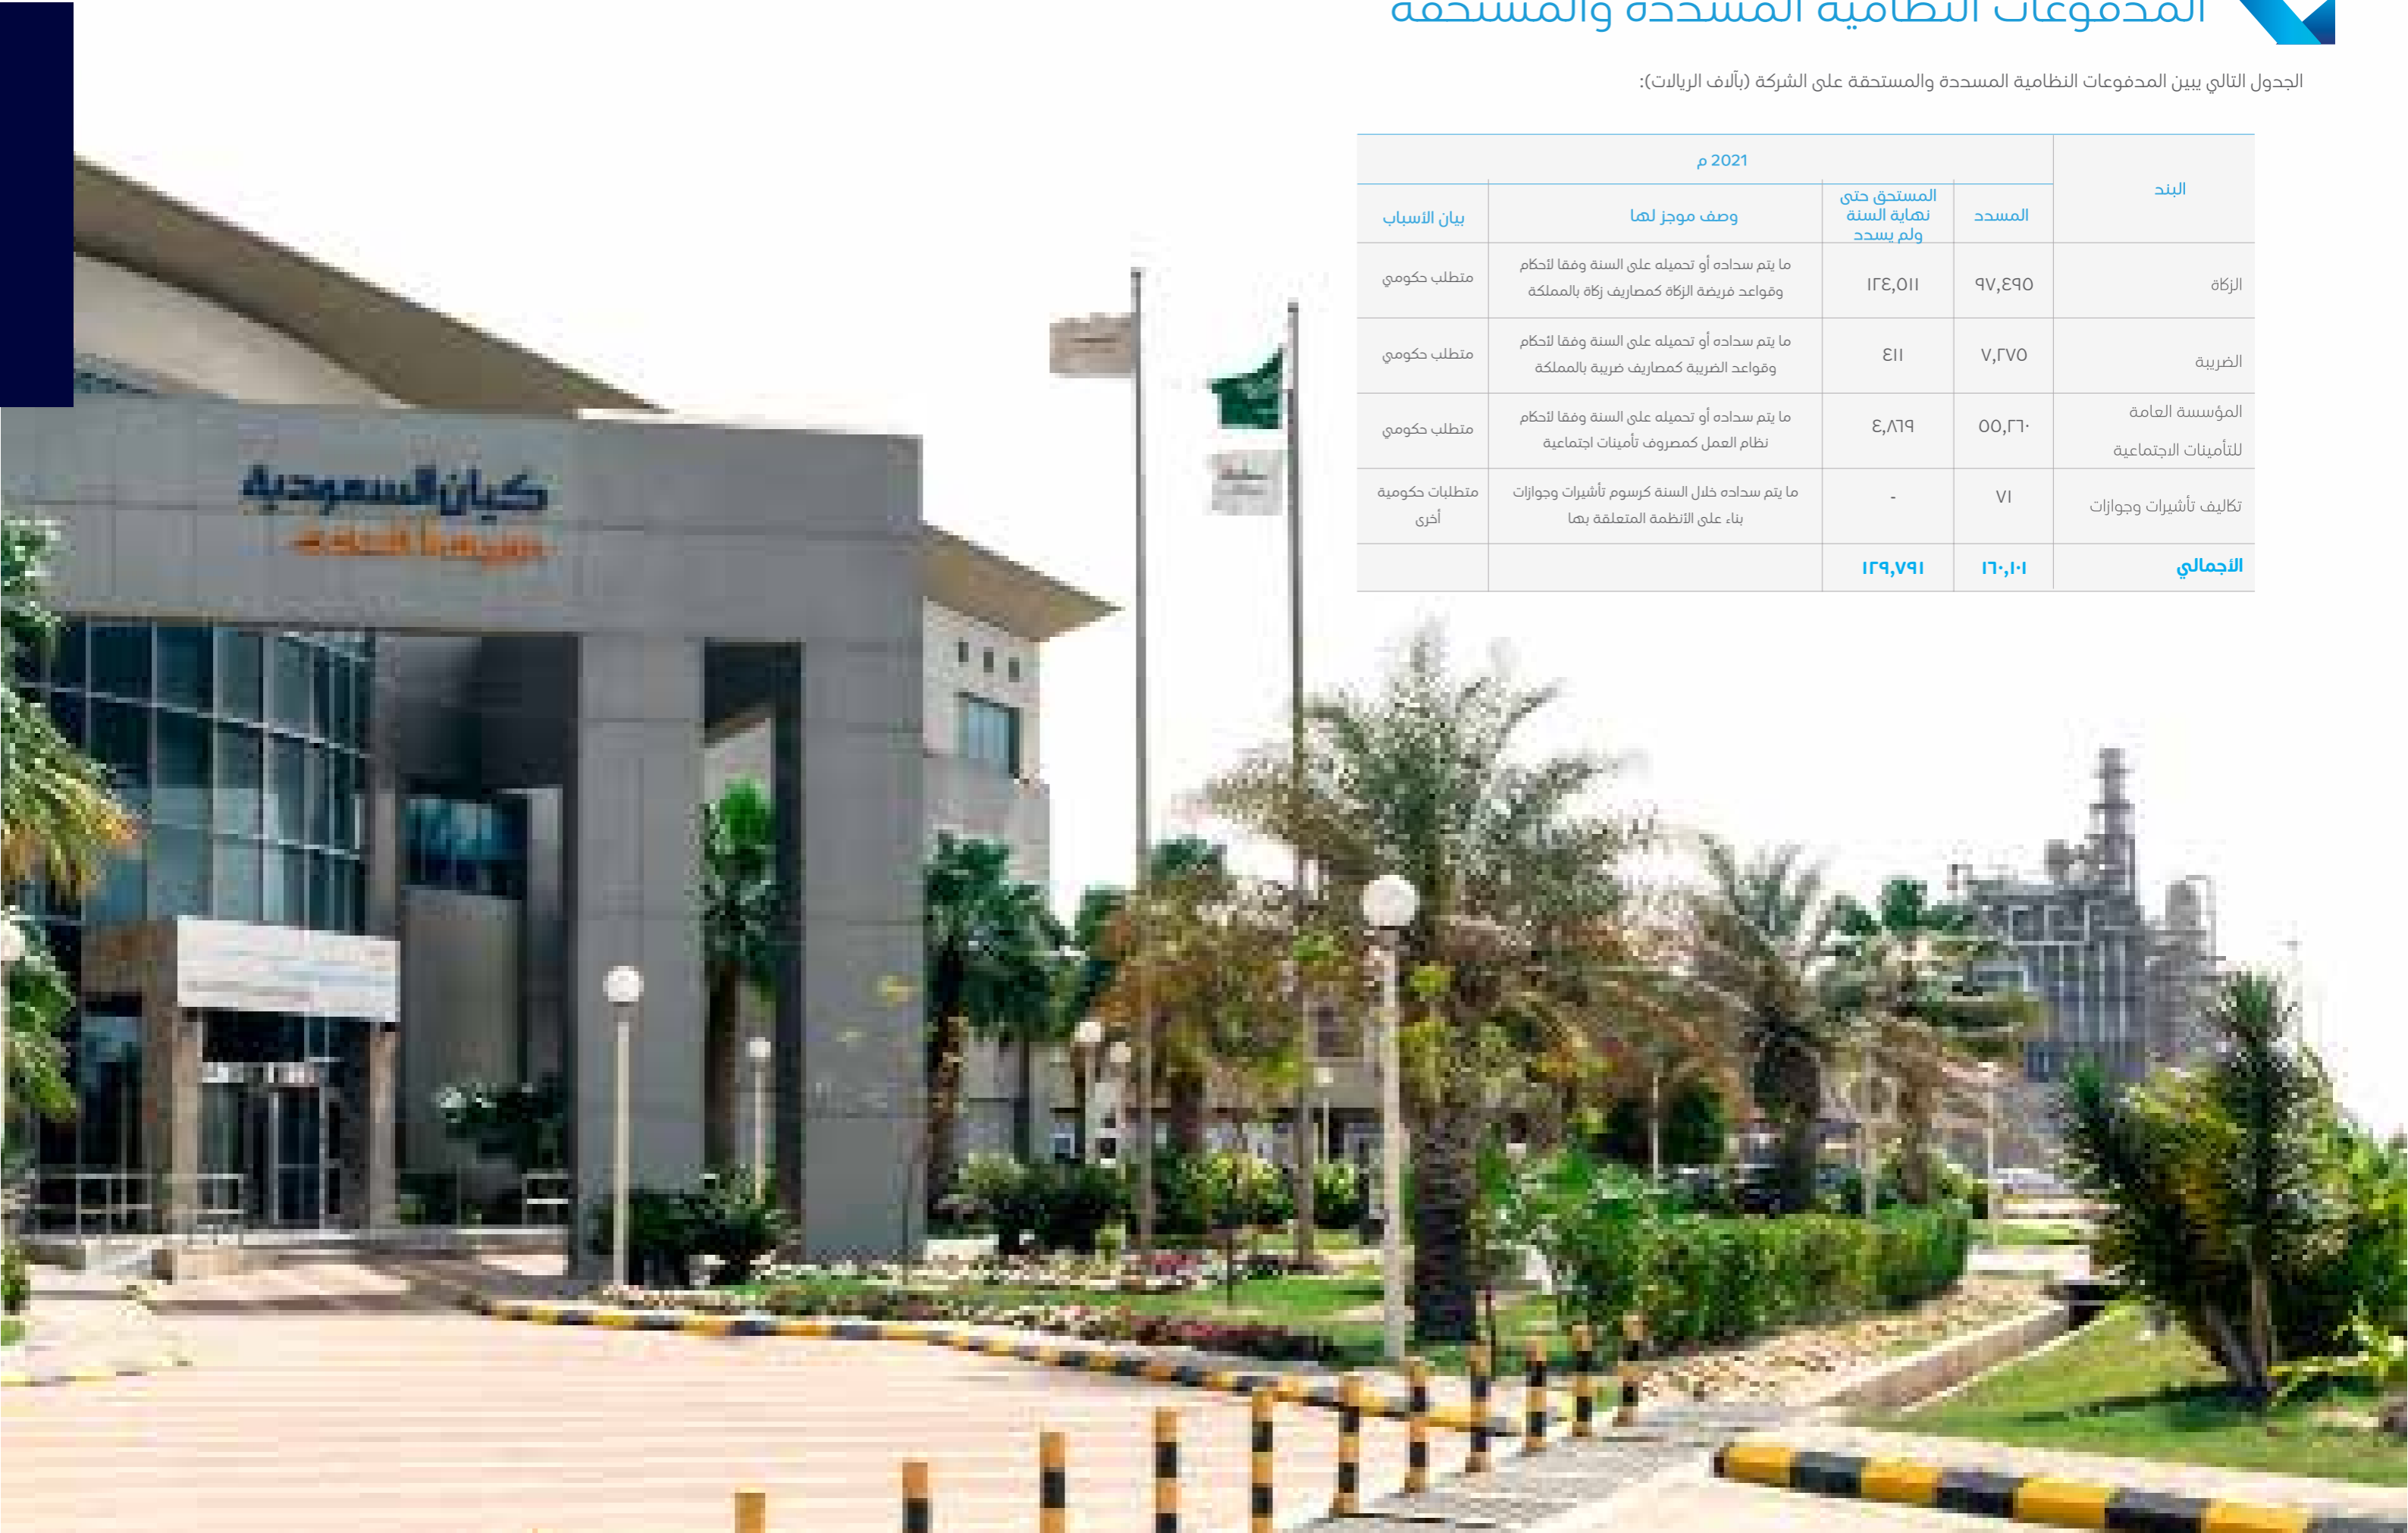 المدفوعات النظامية المسددة والمستحقة
الجدول التالي يبين المدفوعات النظامية المسددة والمستحقة على الشركة (بآلاف الريالات):
البند
2021 م
المسدد
المستحق حتى
نهاية السنة
ولم يسدد
وصف موجز لها
بيان الأسباب
الزكاة
٩٧,٤٩٥
١٢٤,٥١١
ما يتم سداده أو تحميله على السنة وفقا لأحكام
وقواعد فريضة الزكاة كمصاريف زكاة بالمملكة
متطلب حكومي
الضريبة
٧,٢٧٥
٤١١
ما يتم سداده أو تحميله على السنة وفقا لأحكام
وقواعد الضريبة كمصاريف ضريبة بالمملكة
متطلب حكومي
المؤسسة العامة
للتأمينات الاجتماعية
٥٥,٢٦٠
٤,٨٦٩
ما يتم سداده أو تحميله على السنة وفقا لأحكام
نظام العمل كمصروف تأمينات اجتماعية
متطلب حكومي
تكاليف تأشيرات وجوازات
٧١
-
ما يتم سداده خلال السنة كرسوم تأشيرات وجوازات
بناء على الأنظمة المتعلقة بها
متطلبات حكومية
أخرى
الأجمالي
١٦٠,١٠١
١٢٩,٧٩١
كيان السعودية